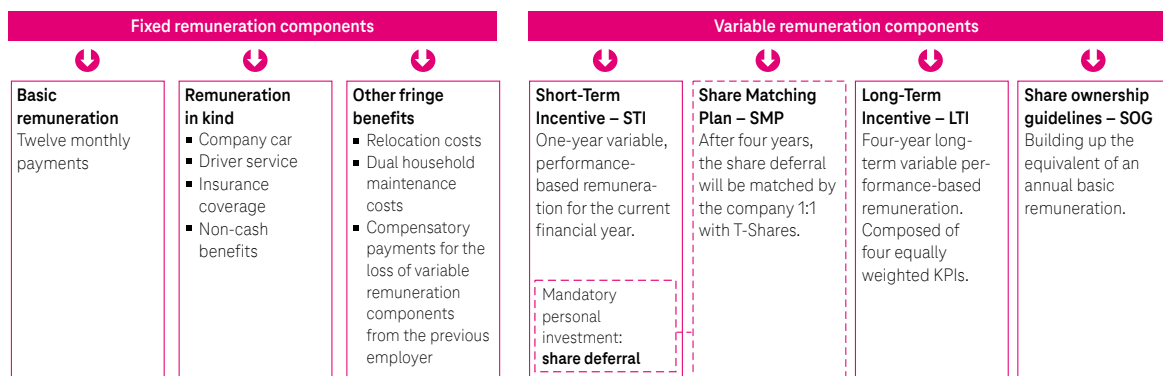 Fixed remuneration components
Variable remuneration components
Basic
remuneration
Twelve monthly
payments
Remuneration
in kind
Company car
Driver service
Insurance
coverage
Non-cash
benefits
Other fringe
benefits
Relocation costs
Dual household
maintenance
costs
Compensatory
payments for the
loss of variable
remuneration
components
from the previous
employer
Short-Term
Incentive – STI
One-year variable,
performance-
based remunera-
tion for the current
financial year.
Mandatory
personal
investment:
share deferral
Share Matching
Plan – SMP
After four years,
the share deferral
will be matched by
the company 1:1
with T-Shares.
Long-Term
Incentive – LTI
Four-year long-
term variable per-
formance-based
remuneration.
Composed of
four equally
weighted KPIs.
Share ownership
guidelines – SOG
Building up the
equivalent of an
annual basic
remuneration.